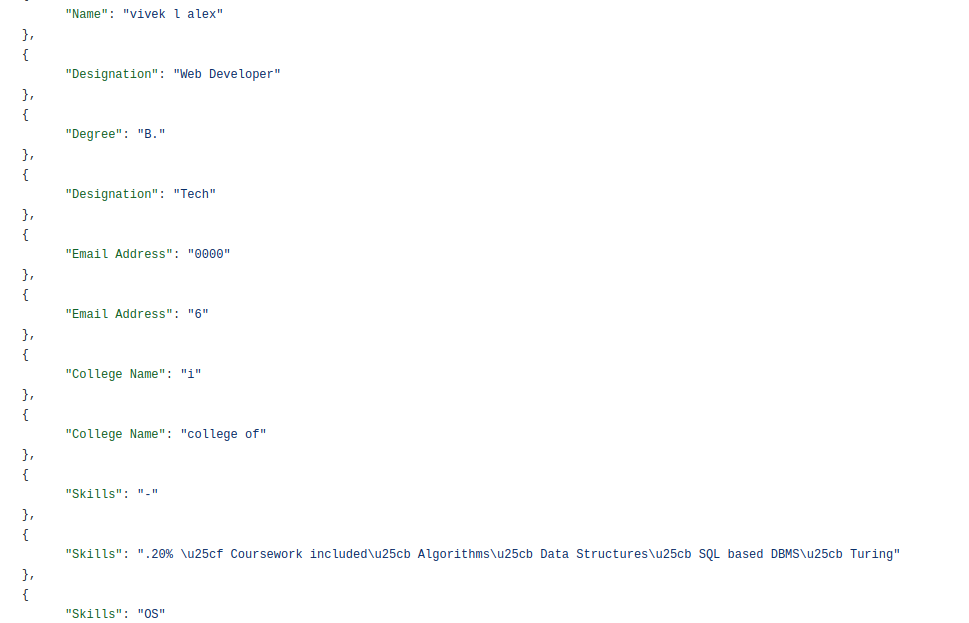 "Name": "vivek l alex"
},
{
"Designation": "Web Developer"
},
{
"Degree": "B."
},
{
"Designation": "Tech"
},
{
"Email Address": "0000"
},
{
"Email Address": "6"
},
{
"College Name": "i"
},
{
"College Name": "college of"
},
{
"Skills": "-"
},
{
"Skills": ".20% \u25cf Coursework included\u25cb Algorithms\u25cb Data Structures\u25cb SQL based DBMS\u25cb Turing"
},
{
"Skills": "OS"